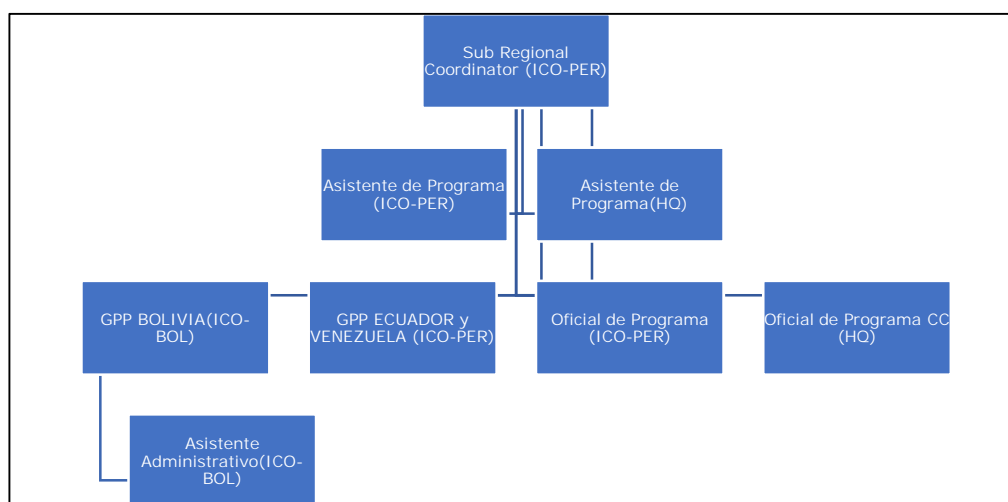 Sub Regional
Coordinator (ICO-PER)
Asistente de Programa
(ICO-PER)
Asistente de
Programa(HQ)
GPP BOLIVIA(ICO-
BOL)
GPP ECUADOR y
VENEZUELA (ICO-PER)
Oficial de Programa
(ICO-PER)
Oficial de Programa CC
(HQ)
Asistente
Administrativo(ICO-
BOL)